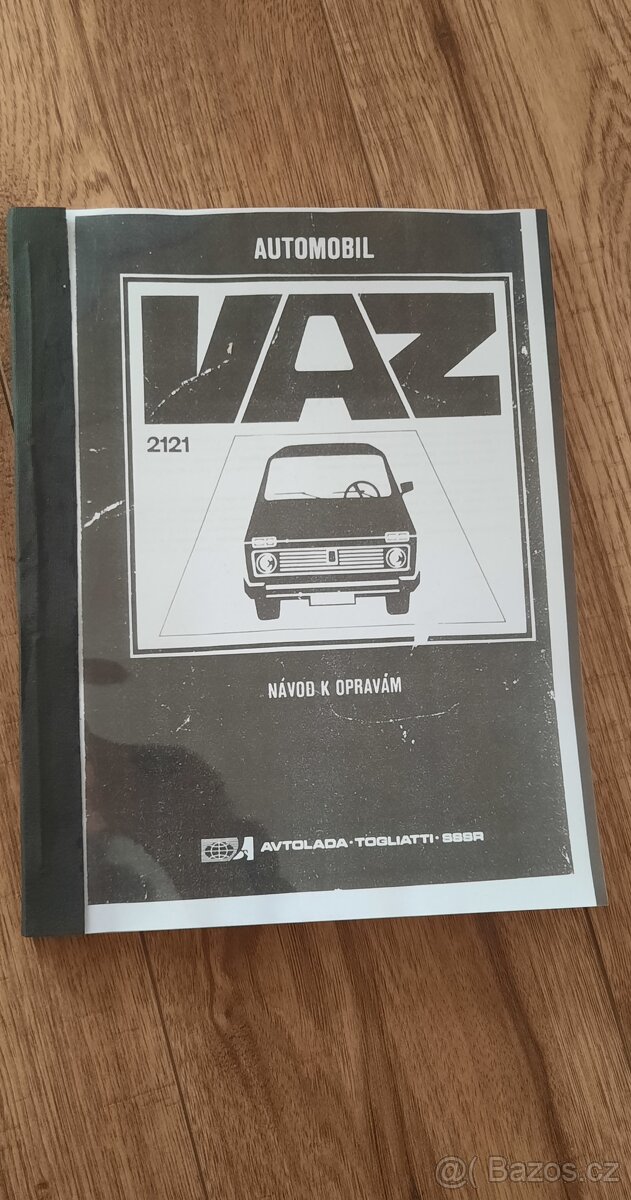 AUTOMOBIL
VAZ
2121
NÁVOD K OPRAVÁM
AVTOLADA·TOGLIATTI·SSSR
@( Bazos.cz